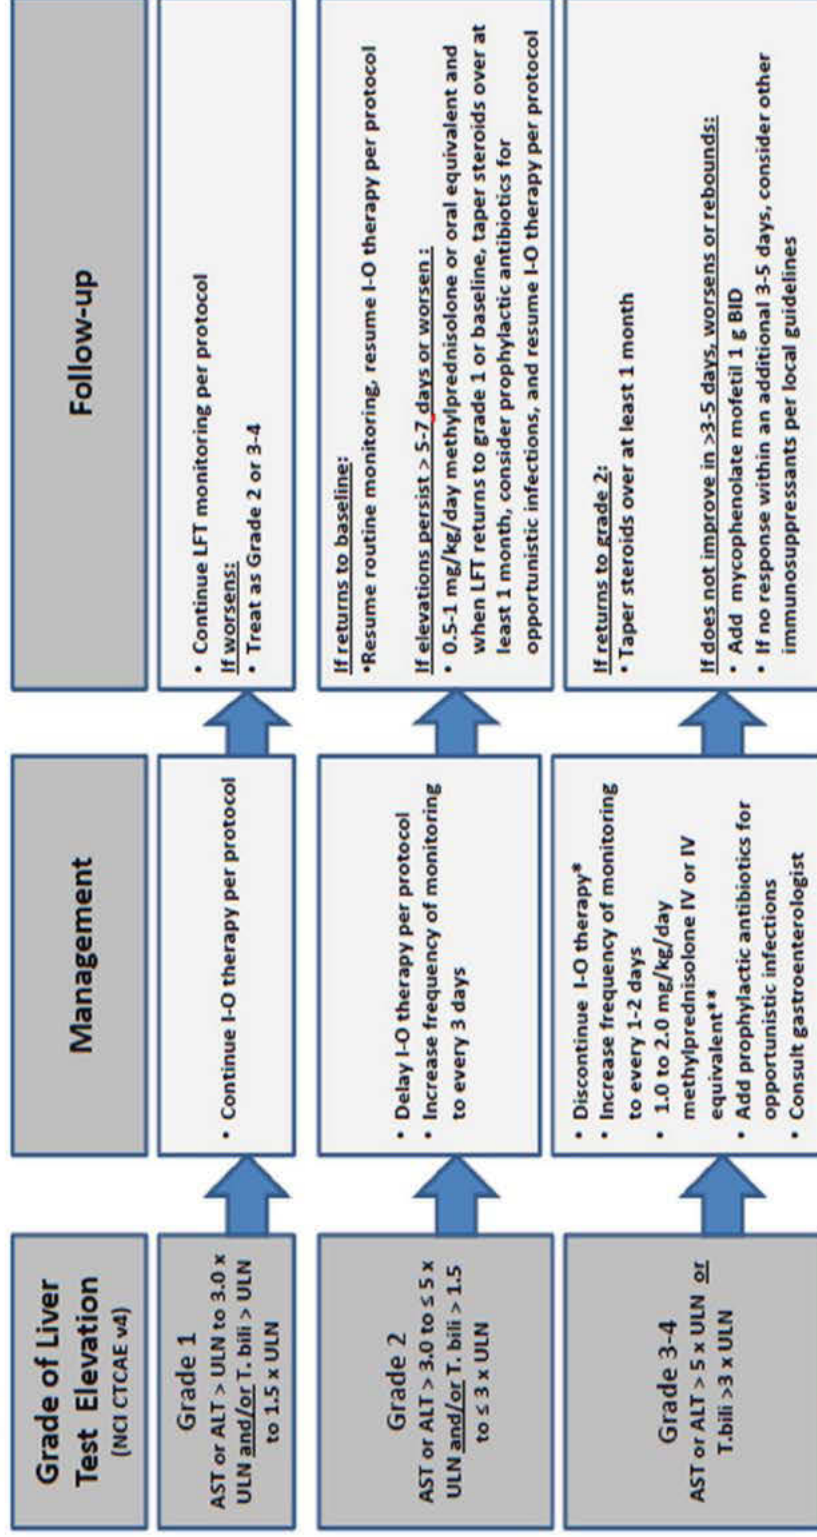 Grade of Liver
Test Elevation
(NCI CTCAE v4)
Management
Follow-up
Grade 1
AST or ALT > ULN to 3.0 x
ULN and/or T. bili > ULN
to 1.5 x ULN
• Continue I-O therapy per protocol
• Continue LFT monitoring per protocol
If worsens:
• Treat as Grade 2 or 3-4
Grade 2
AST or ALT > 3.0 to ≤ 5 x
ULN and/or T. bili > 1.5
to ≤ 3 x ULN
• Delay I-O therapy per protocol
• Increase frequency of monitoring
to every 3 days
If returns to baseline:
•Resume routine monitoring, resume I-O therapy per protocol
If elevations persist > 5-7 days or worsen :
• 0.5-1 mg/kg/day methylprednisolone or oral equivalent and
when LFT returns to grade 1 or baseline, taper steroids over at
least 1 month, consider prophylactic antibiotics for
opportunistic infections, and resume I-O therapy per protocol
Grade 3-4
AST or ALT > 5 x ULN or
T.bili >3 x ULN
• Discontinue I-O therapy*
• Increase frequency of monitoring
to every 1-2 days
• 1.0 to 2.0 mg/kg/day
methylprednisolone IV or IV
equivalent**
• Add prophylactic antibiotics for
opportunistic infections
• Consult gastroenterologist
If returns to grade 2:
• Taper steroids over at least 1 month
If does not improve in >3-5 days, worsens or rebounds:
• Add mycophenolate mofetil 1 g BID
• If no response within an additional 3-5 days, consider other
immunosuppressants per local guidelines